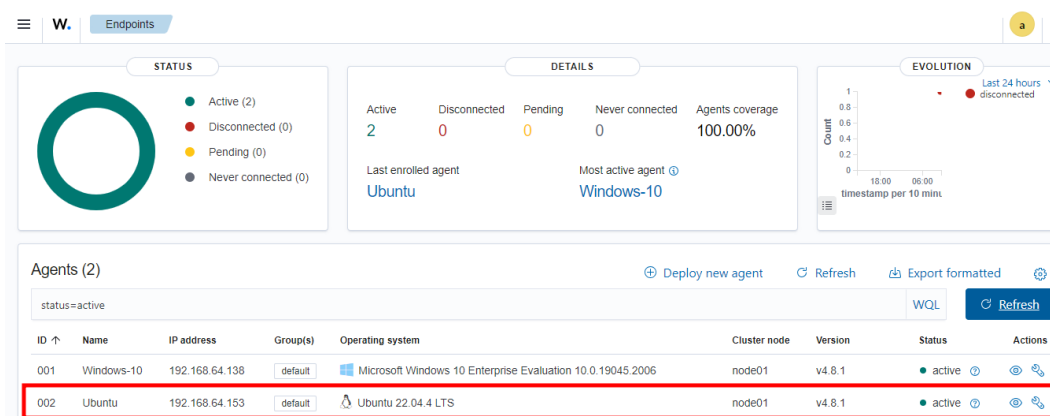 W. Endpoints a
STATUS
Active (2)
Disconnected (0)
Pending (0)
Never connected (0)
DETAILS
Active Disconnected Pending Never connected Agents coverage
2 0 0 0 100.00%
Last enrolled agent Most active agent
Ubuntu Windows-10
EVOLUTION
Last 24 hours
disconnected
1
0.8
0.6
0.4
0.2
0
Count
18:00 06:00
timestamp per 10 minu
Agents (2) Deploy new agent Refresh Export formatted
status=active WQL Refresh
ID Name IP address Group(s) Operating system Cluster node Version Status Actions
001 Windows-10 192.168.64.138 default Microsoft Windows 10 Enterprise Evaluation 10.0.19045.2006 node01 v4.8.1 active
002 Ubuntu 192.168.64.153 default Ubuntu 22.04.4 LTS node01 v4.8.1 active